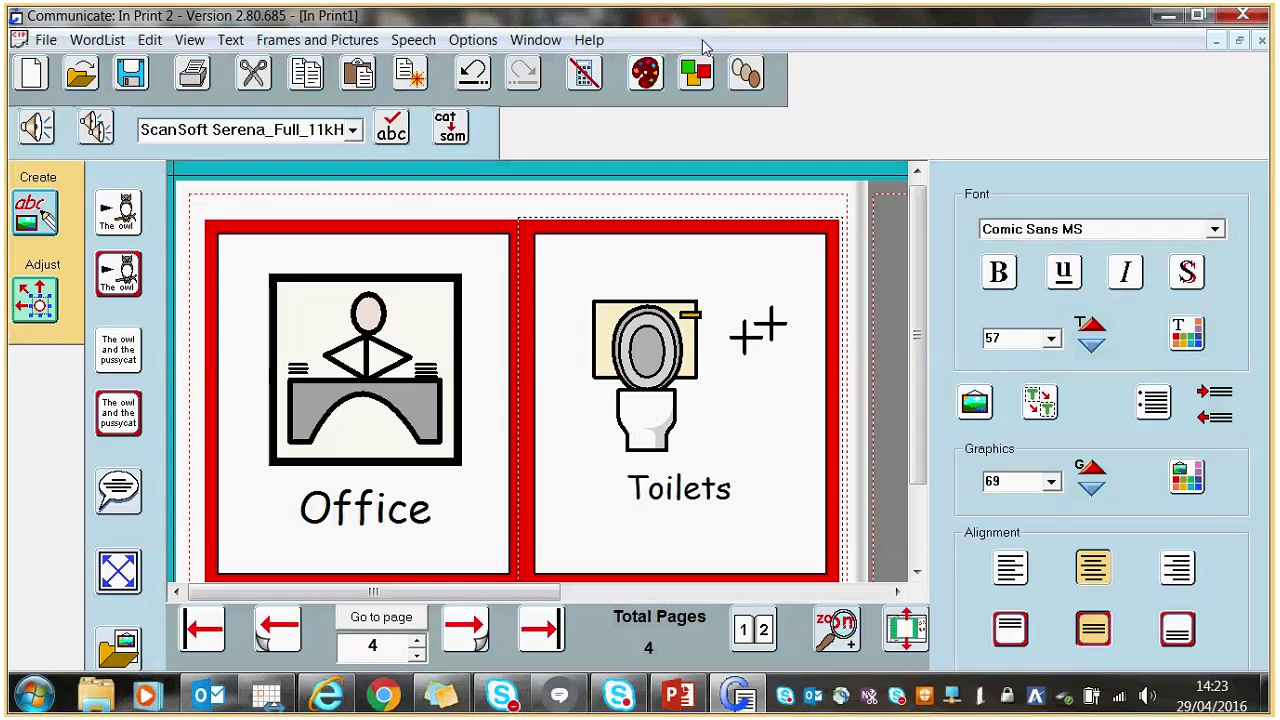 Communicate: In Print 2 - Version 2.80.685 - [In Print1]
File WordList Edit View Text Frames and Pictures Speech Options Window Help
ScanSoft Serena_Full_11kH
abc
cat
sam
Create
abc
Adjust
The owl
The owl
The owl
and the
pussycat
The owl
and the
pussycat
Office
Toilets
++
Font
Comic Sans MS
B u I S
57
T
T
T
Graphics
69
G
Alignment
Go to page
4
Total Pages
4
1 2
zoom
14:23
29/04/2016